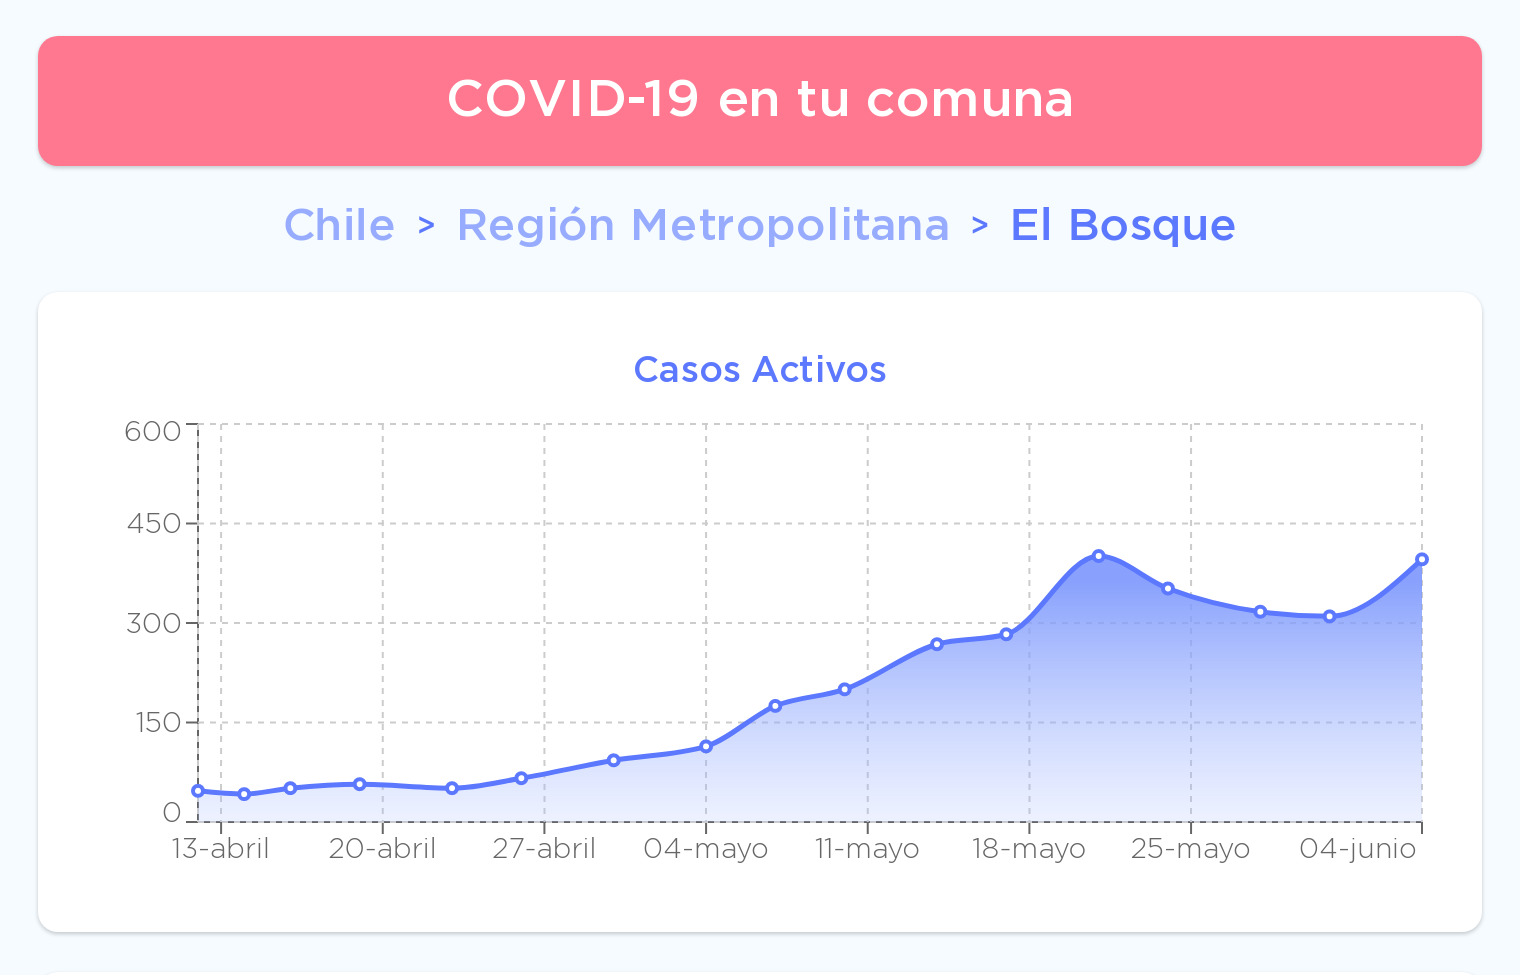 COVID-19 en tu comuna
Chile > Región Metropolitana > El Bosque
Casos Activos
600
450
300
150
0
13-abril 20-abril 27-abril 04-mayo 11-mayo 18-mayo 25-mayo 04-junio